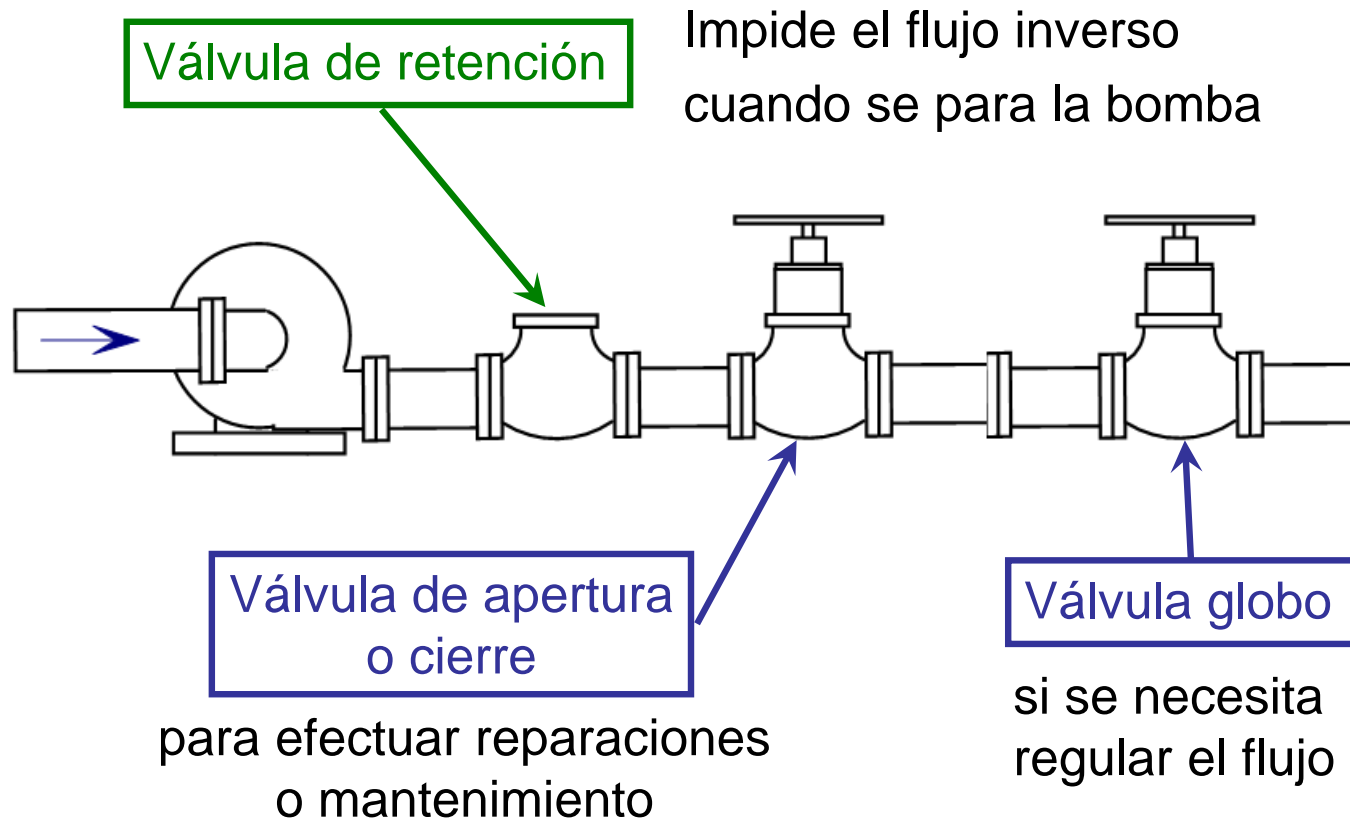 Válvula de retención
Impide el flujo inverso
cuando se para la bomba
Válvula de apertura
o cierre
para efectuar reparaciones
o mantenimiento
Válvula globo
si se necesita
regular el flujo